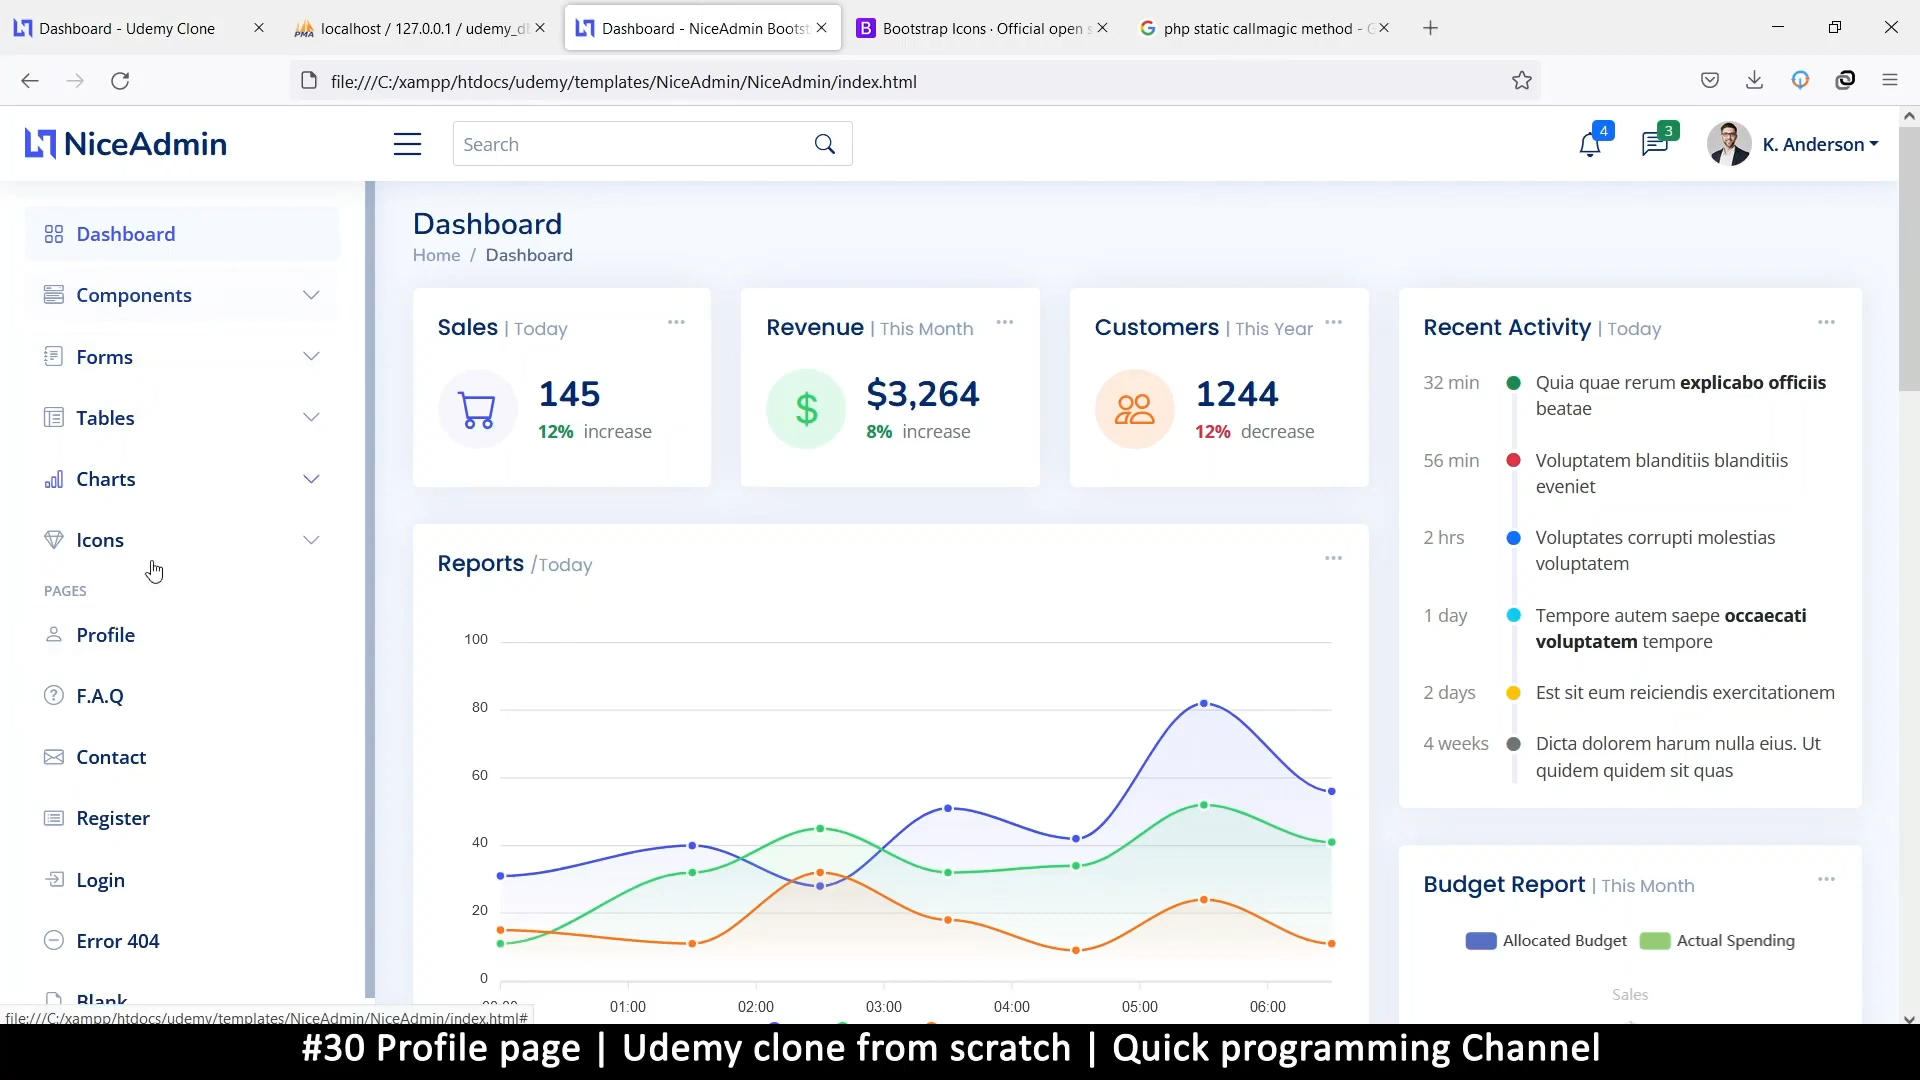 Dashboard - Udemy Clone
localhost / 127.0.0.1 / udemy_d
Dashboard - NiceAdmin Bootst
Bootstrap Icons · Official open s
php static callmagic method - G
file:///C:/xampp/htdocs/udemy/templates/NiceAdmin/NiceAdmin/index.html
NiceAdmin
Search
4
3
K. Anderson
Dashboard
Components
Forms
Tables
Charts
Icons
PAGES
Profile
F.A.Q
Contact
Register
Login
Error 404
Blank
Dashboard
Home / Dashboard
Sales | Today
145
12% increase
Revenue | This Month
$
$3,264
8% increase
Customers | This Year
1244
12% decrease
Reports /Today
100
80
60
40
20
0
00:00 01:00 02:00 03:00 04:00 05:00 06:00
Recent Activity | Today
32 min Quia quae rerum explicabo officiis
beatae
56 min Voluptatem blanditiis blanditiis
eveniet
2 hrs Voluptates corrupti molestias
voluptatem
1 day Tempore autem saepe occaecati
voluptatem tempore
2 days Est sit eum reiciendis exercitationem
4 weeks Dicta dolorem harum nulla eius. Ut
quidem quidem sit quas
Budget Report | This Month
Allocated Budget Actual Spending
Sales
file:///C:/xampp/htdocs/udemy/templates/NiceAdmin/NiceAdmin/index.html#
#30 Profile page | Udemy clone from scratch | Quick programming Channel